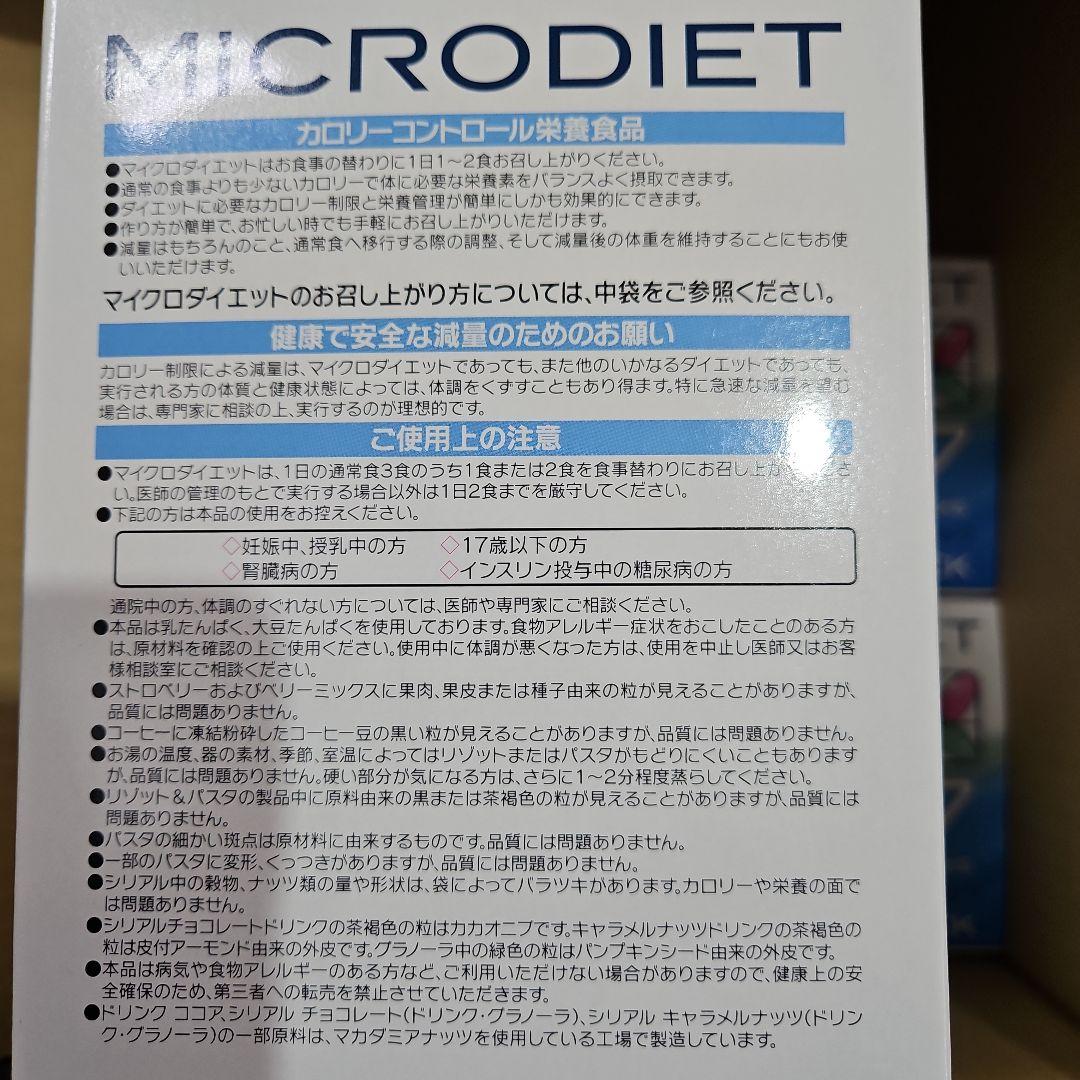 MICRODIET
カロリーコントロール栄養食品
●マイクロダイエットはお食事の替わりに1日1〜2食お召し上がりください。
●通常の食事よりも少ないカロリーで体に必要な栄養素をバランスよく摂取できます。
●ダイエットに必要なカロリー制限と栄養管理が簡単にしかも効果的にできます。
●作り方が簡単で、お忙しい時でも手軽にお召し上がりいただけます。
●減量はもちろんのこと、通常食へ移行する際の調整、そして減量後の体重を維持することにもお使
いいただけます。
マイクロダイエットのお召し上がり方については、中袋をご参照ください。
健康で安全な減量のためのお願い
カロリー制限による減量は、マイクロダイエットであっても、また他のいかなるダイエットであっても、
実行される方の体質と健康状態によっては、体調をくずすこともあり得ます。特に急速な減量を望む
場合は、専門家に相談の上、実行するのが理想的です。
ご使用上の注意
●マイクロダイエットは、1日の通常食3食のうち1食または2食を食事替わりにお召し上がりくださ
い。医師の管理のもとで実行する場合以外は1日2食までを厳守してください。
●下記の方は本品の使用をお控えください。
◇妊娠中、授乳中の方 ◇17歳以下の方
◇腎臓病の方 ◇インスリン投与中の糖尿病の方
通院中の方、体調のすぐれない方については、医師や専門家にご相談ください。
●本品は乳たんぱく、大豆たんぱくを使用しております。食物アレルギー症状をおこしたことのある方
は、原材料を確認の上ご使用ください。使用中に体調が悪くなった方は、使用を中止し医師又はお客
様相談室にご相談ください。
●ストロベリーおよびベリーミックスに果肉、果皮または種子由来の粒が見えることがありますが、
品質には問題ありません。
●コーヒーに凍結粉砕したコーヒー豆の黒い粒が見えることがありますが、品質には問題ありません。
●お湯の温度、器の素材、季節、室温によってはリゾットまたはパスタがもどりにくいこともあります
が、品質には問題ありません。硬い部分が気になる方は、さらに1〜2分程度蒸らしてください。
●リゾット&パスタの製品中に原料由来の黒または茶褐色の粒が見えることがありますが、品質には
問題ありません。
●パスタの細かい斑点は原材料に由来するものです。品質には問題ありません。
●一部のパスタに変形、くっつきがありますが、品質には問題ありません。
●シリアル中の穀物、ナッツ類の量や形状は、袋によってバラツキがあります。カロリーや栄養の面で
は問題ありません。
●シリアルチョコレートドリンクの茶褐色の粒はカカオニブです。キャラメルナッツドリンクの茶褐色の
粒は皮付アーモンド由来の外皮です。グラノーラ中の緑色の粒はパンプキンシード由来の外皮です。
●本品は病気や食物アレルギーのある方など、ご利用いただけない場合がありますので、健康上の安
全確保のため、第三者への転売を禁止させていただきます。
●ドリンク ココア、シリアル チョコレート(ドリンク・グラノーラ)、シリアル キャラメルナッツ(ドリン
ク・グラノーラ)の一部原料は、マカダミアナッツを使用している工場で製造しています。